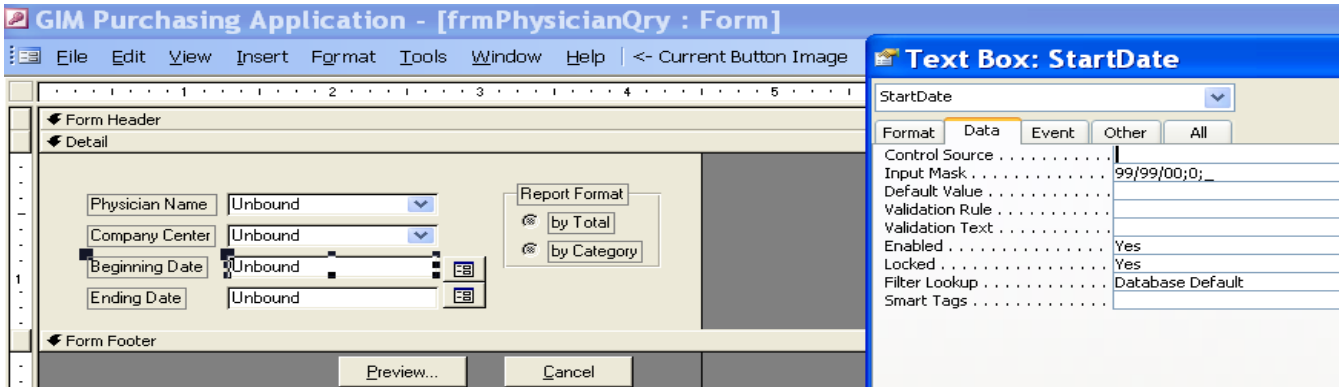 GIM Purchasing Application - [frmPhysicianQry : Form]
File Edit View Insert Format Tools Window Help <- Current Button Image
1 2 3 4 5
Form Header
Detail
Physician Name Unbound
Company Center Unbound
Beginning Date Unbound
Ending Date Unbound
Report Format
by Total
by Category
1
Form Footer
Preview... Cancel
Text Box: StartDate
StartDate
Format Data Event Other All
Control Source . . . . . . . . . . .
Input Mask . . . . . . . . . . . . . 99/99/00;0;_
Default Value . . . . . . . . . . . .
Validation Rule . . . . . . . . . . .
Validation Text . . . . . . . . . . .
Enabled . . . . . . . . . . . . . . . Yes
Locked . . . . . . . . . . . . . . . . Yes
Filter Lookup . . . . . . . . . . . . Database Default
Smart Tags . . . . . . . . . . . . .